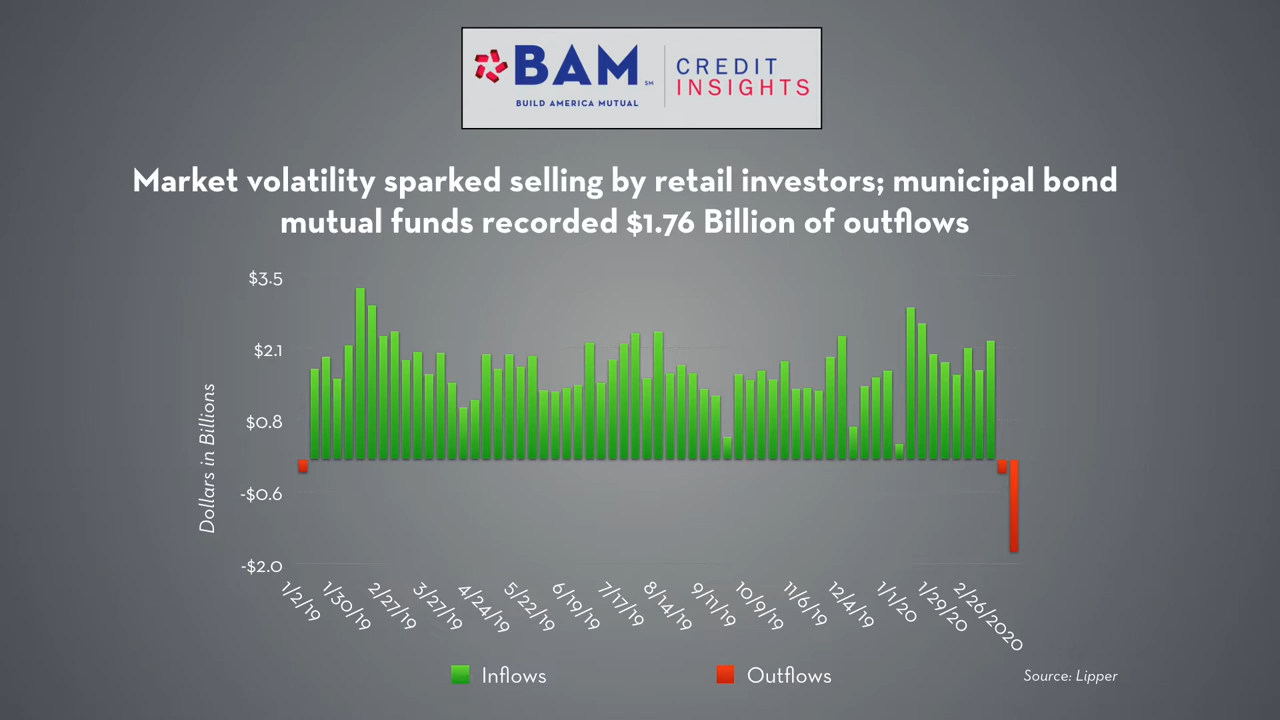 BAM SM
BUILD AMERICA MUTUAL
CREDIT
INSIGHTS
Market volatility sparked selling by retail investors; municipal bond
mutual funds recorded $1.76 Billion of outflows
$3.5
$2.1
$0.8
-$0.6
-$2.0
Dollars in Billions
1/2/19
1/30/19
2/27/19
3/27/19
4/24/19
5/22/19
6/19/19
7/17/19
8/14/19
9/11/19
10/9/19
11/6/19
12/4/19
1/1/20
1/29/20
2/26/2020
Inflows
Outflows
Source: Lipper